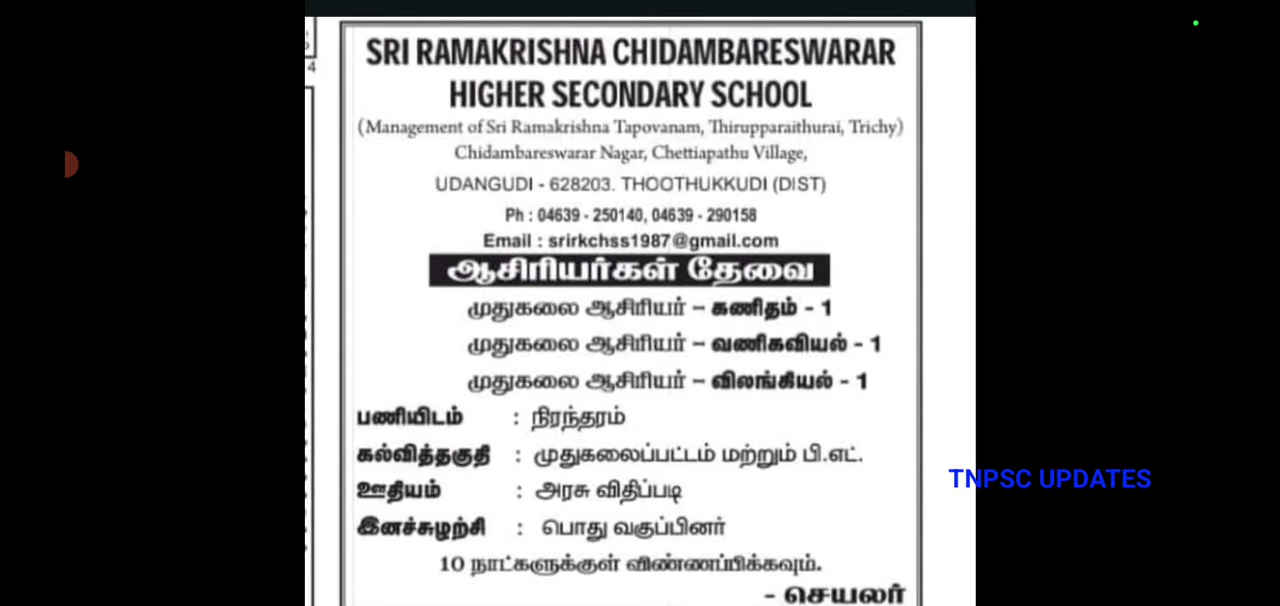 SRI RAMAKRISHNA CHIDAMBARESWARAR
HIGHER SECONDARY SCHOOL
(Management of Sri Ramakrishna Tapovanam, Thirupparaithurai, Trichy)
Chidambareswarar Nagar, Chettiapathu Village,
UDANGUDI - 628203. THOOTHUKKUDI (DIST)
Ph : 04639 - 250140, 04639 - 290158
Email : srirkchss1987@gmail.com
ஆசிரியர்கள் தேவை
முதுகலை ஆசிரியர் – கணிதம் - 1
முதுகலை ஆசிரியர் – வணிகவியல் - 1
முதுகலை ஆசிரியர் – விலங்கியல் - 1
பணியிடம் : நிரந்தரம்
கல்வித்தகுதி : முதுகலைப்பட்டம் மற்றும் பி.எட்.
ஊதியம் : அரசு விதிப்படி
இனச்சுழற்சி : பொது வகுப்பினர்
10 நாட்களுக்குள் விண்ணப்பிக்கவும்.
- செயலர்
4
TNPSC UPDATES